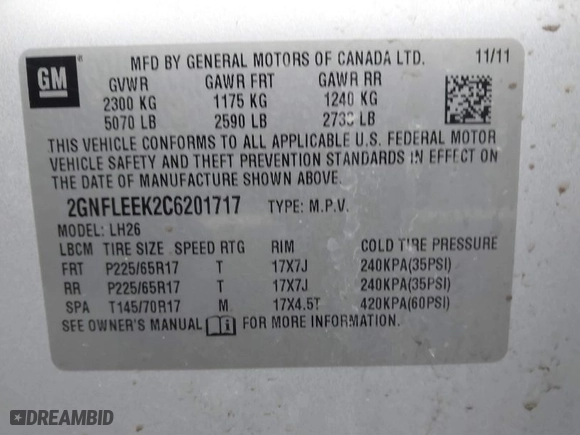 GM ®
MFD BY GENERAL MOTORS OF CANADA LTD. 11/11
GVWR GAWR FRT GAWR RR
2300 KG 1175 KG 1240 KG
5070 LB 2590 LB 2733 LB
THIS VEHICLE CONFORMS TO ALL APPLICABLE U.S. FEDERAL MOTOR
VEHICLE SAFETY AND THEFT PREVENTION STANDARDS IN EFFECT ON
THE DATE OF MANUFACTURE SHOWN ABOVE.
2GNFLEEK2C6201717 TYPE: M.P.V.
MODEL: LH26
LBCM TIRE SIZE SPEED RTG RIM COLD TIRE PRESSURE
FRT P225/65R17 T 17X7J 240KPA(35PSI)
RR P225/65R17 T 17X7J 240KPA(35PSI)
SPA T145/70R17 M 17X4.5T 420KPA(60PSI)
SEE OWNER'S MANUAL FOR MORE INFORMATION.
DREAMBID